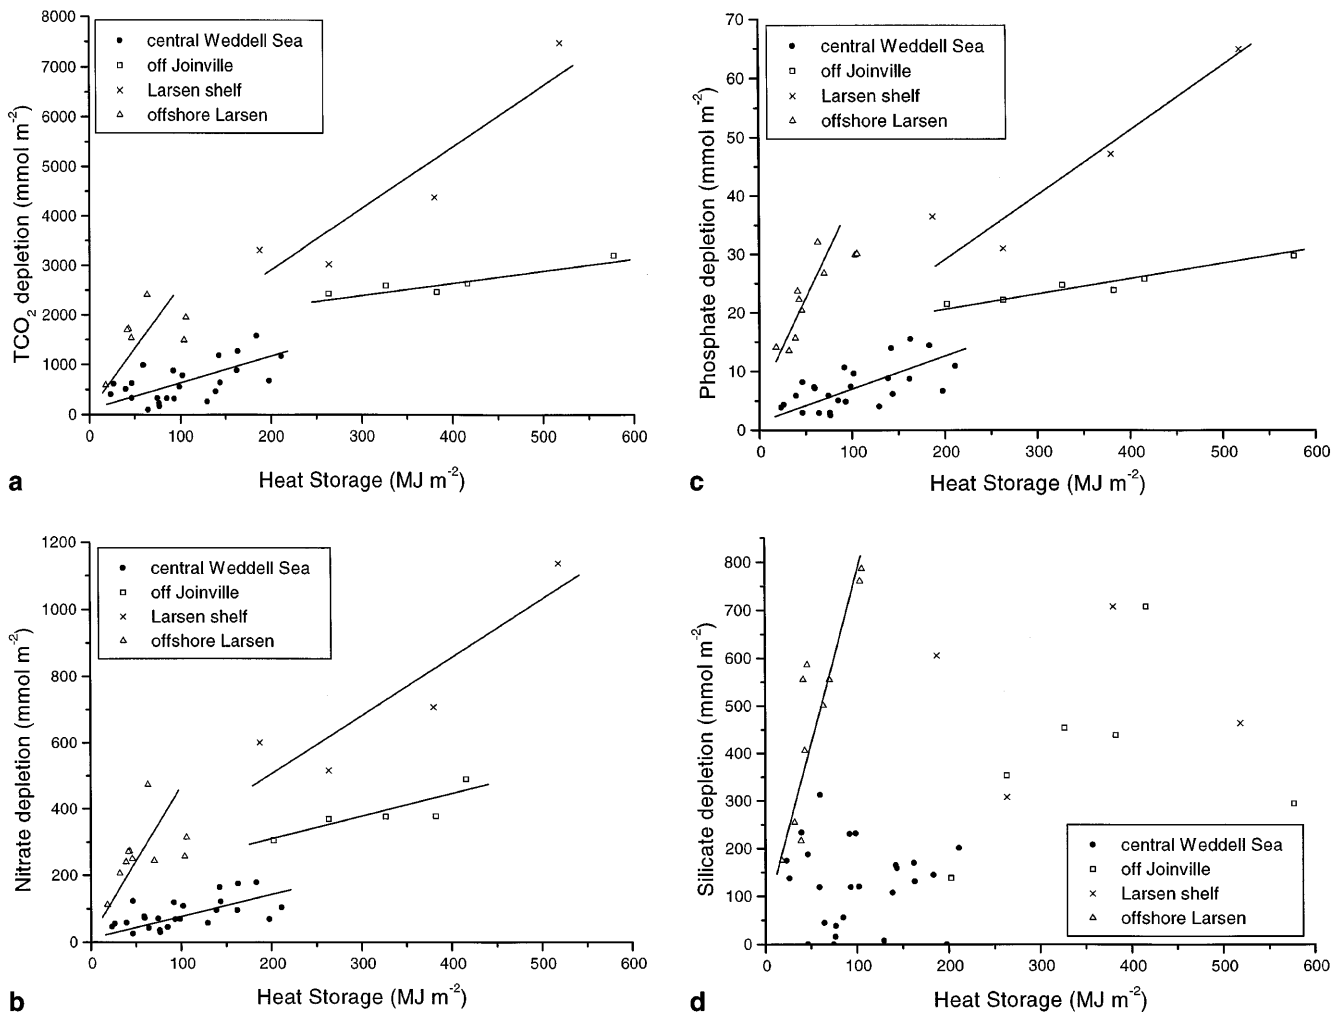 8000
7000
6000
5000
4000
3000
2000
1000
0
TCO2 depletion (mmol m-2)
central Weddell Sea
off Joinville
Larsen shelf
offshore Larsen
0 100 200 300 400 500 600
Heat Storage (MJ m-2)
a
70
60
50
40
30
20
10
0
Phosphate depletion (mmol m-2)
central Weddell Sea
off Joinville
Larsen shelf
offshore Larsen
0 100 200 300 400 500 600
Heat Storage (MJ m-2)
c
1200
1000
800
600
400
200
0
Nitrate depletion (mmol m-2)
central Weddell Sea
off Joinville
Larsen shelf
offshore Larsen
0 100 200 300 400 500 600
Heat Storage (MJ m-2)
b
800
700
600
500
400
300
200
100
0
Silicate depletion (mmol m-2)
central Weddell Sea
off Joinville
Larsen shelf
offshore Larsen
0 100 200 300 400 500 600
Heat Storage (MJ m-2)
d